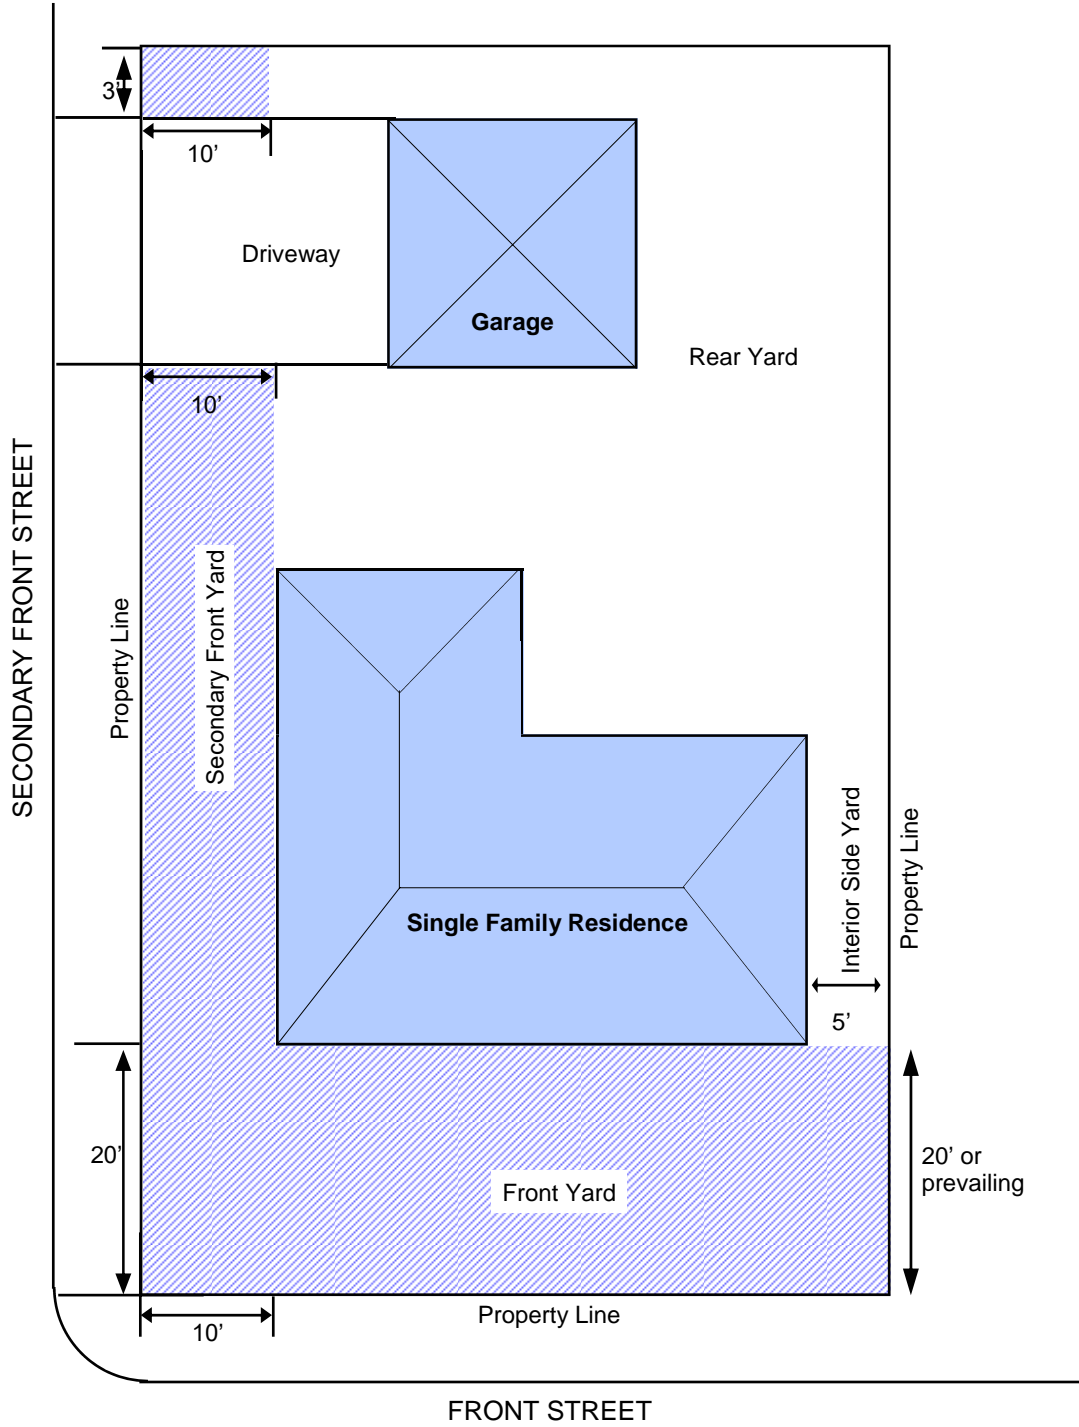 3’
10’
Driveway
Garage
Rear Yard
10’
SECONDARY FRONT STREET
Property Line
Secondary Front Yard
Interior Side Yard
Property Line
Single Family Residence
5’
20’
20’ or
prevailing
Front Yard
Property Line
10’
FRONT STREET